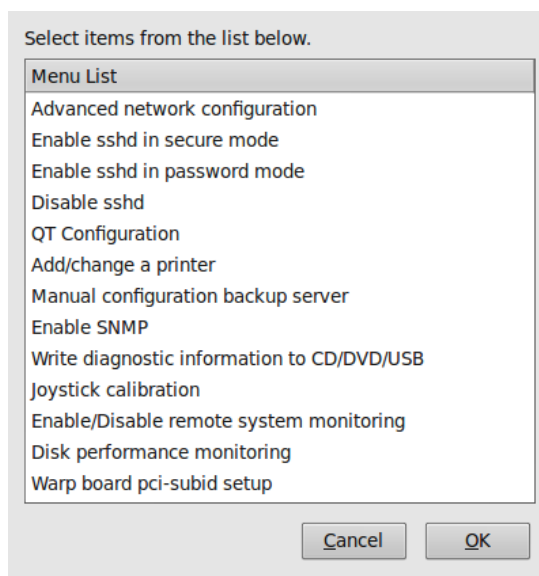 Select items from the list below.
Menu List
Advanced network configuration
Enable sshd in secure mode
Enable sshd in password mode
Disable sshd
QT Configuration
Add/change a printer
Manual configuration backup server
Enable SNMP
Write diagnostic information to CD/DVD/USB
Joystick calibration
Enable/Disable remote system monitoring
Disk performance monitoring
Warp board pci-subid setup
Cancel OK